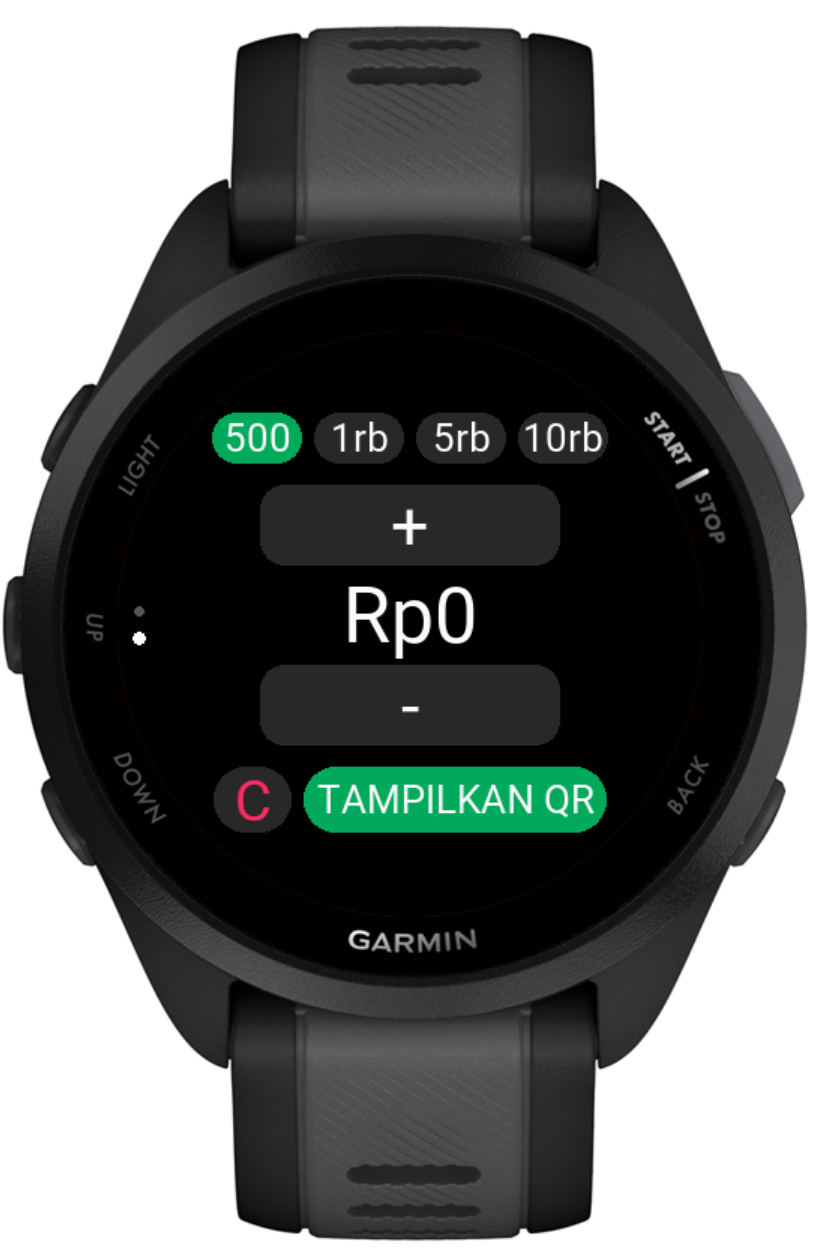 500 1rb 5rb 10rb
START
STOP
LIGHT
+
UP
Rp0
-
DOWN
C TAMPILKAN QR
BACK
GARMIN